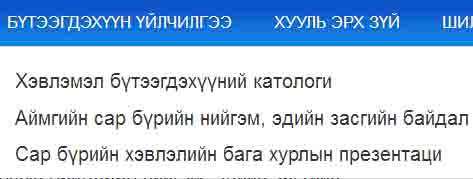 БҮТЭЭГДЭХҮҮН ҮЙЛЧИЛГЭЭ ХУУЛЬ ЭРХ ЗҮЙ
Хэвлэмэл бүтээгдэхүүний катологи
Аймгийн сар бүрийн нийгэм, эдийн засгийн байдал
Сар бүрийн хэвлэлийн бага хурлын презентаци